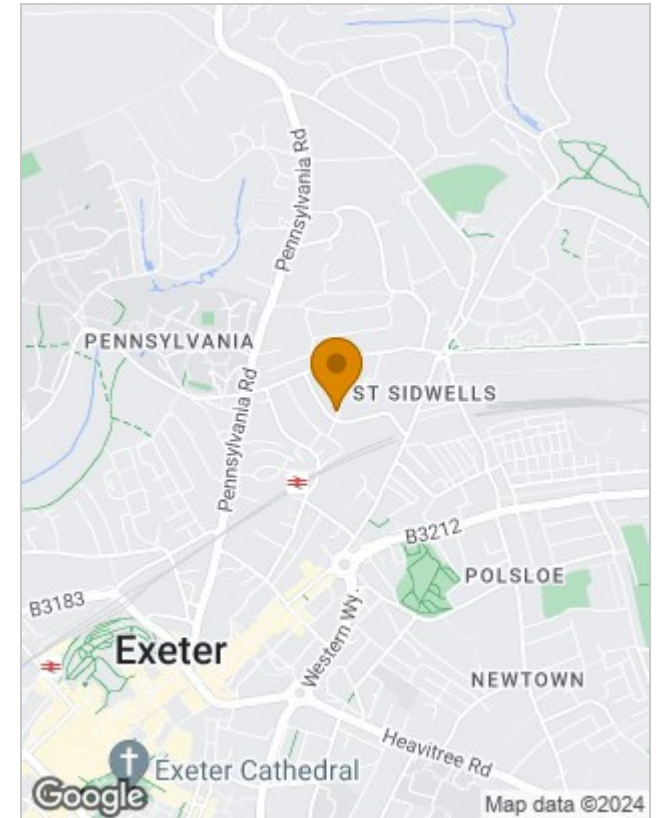 Pennsylvania Rd
PENNSYLVANIA
ST SIDWELLS
Pennsylvania Rd
B3212
POLSLOE
B3183
Exeter
Western Wy.
NEWTOWN
Heavitree Rd
Exeter Cathedral
Google
Map data ©2024